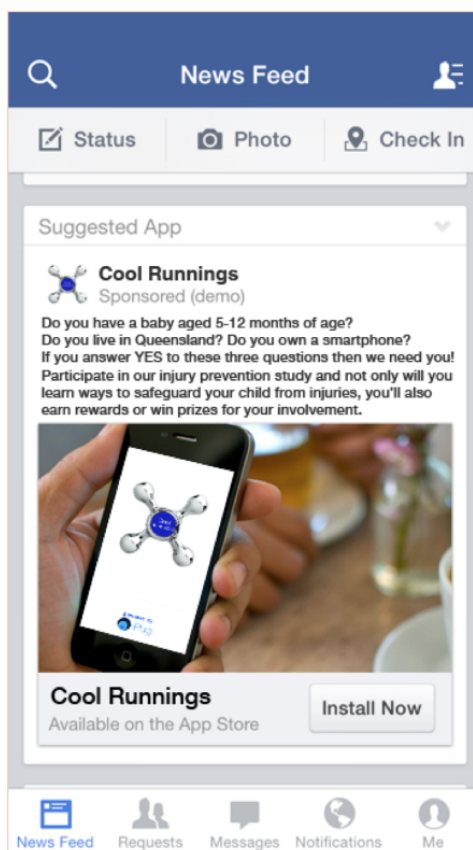 News Feed
Status
Photo
Check In
Suggested App
Cool Runnings
Sponsored (demo)
Do you have a baby aged 5-12 months of age?
Do you live in Queensland? Do you own a smartphone?
If you answer YES to these three questions then we need you!
Participate in our injury prevention study and not only will you
learn ways to safeguard your child from injuries, you'll also
earn rewards or win prizes for your involvement.
Cool
Cool Runnings
Available on the App Store
Install Now
News Feed
Requests
Messages
Notifications
Me